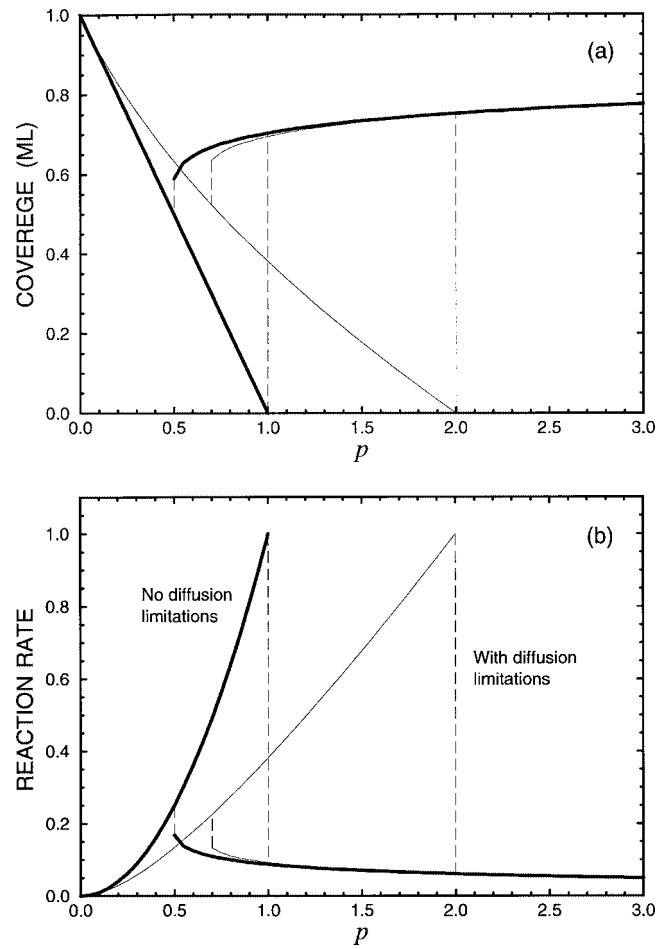 1.0
(a)
0.8
0.6
COVEREGE (ML)
0.4
0.2
0.0
0.0 0.5 1.0 1.5 2.0 2.5 3.0
p
(b)
1.0
No diffusion
limitations
0.8
With diffusion
limitations
0.6
REACTION RATE
0.4
0.2
0.0
0.0 0.5 1.0 1.5 2.0 2.5 3.0
p